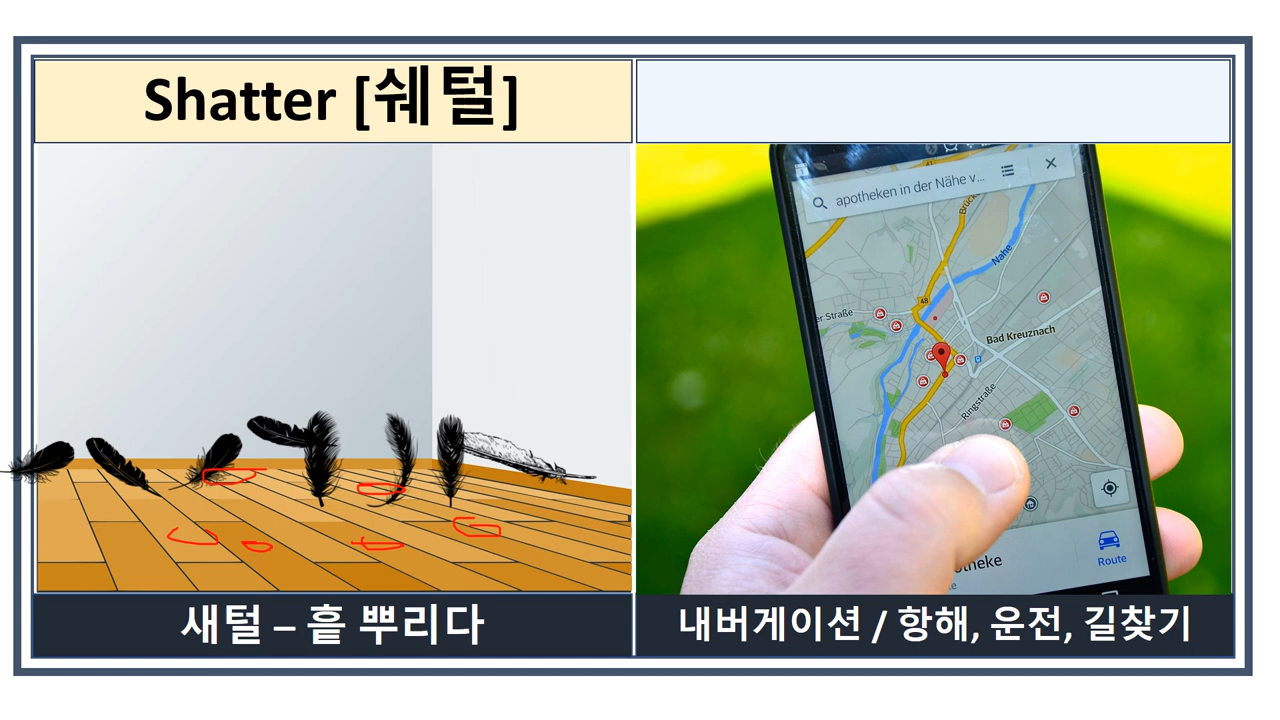 Shatter [쉐털]
새털 – 흩 뿌리다
apotheken in der Nähe v...
Nahe
48
er Straße
Bad Kreuznach
Ringstraße
Route
내버게이션 / 항해, 운전, 길찾기